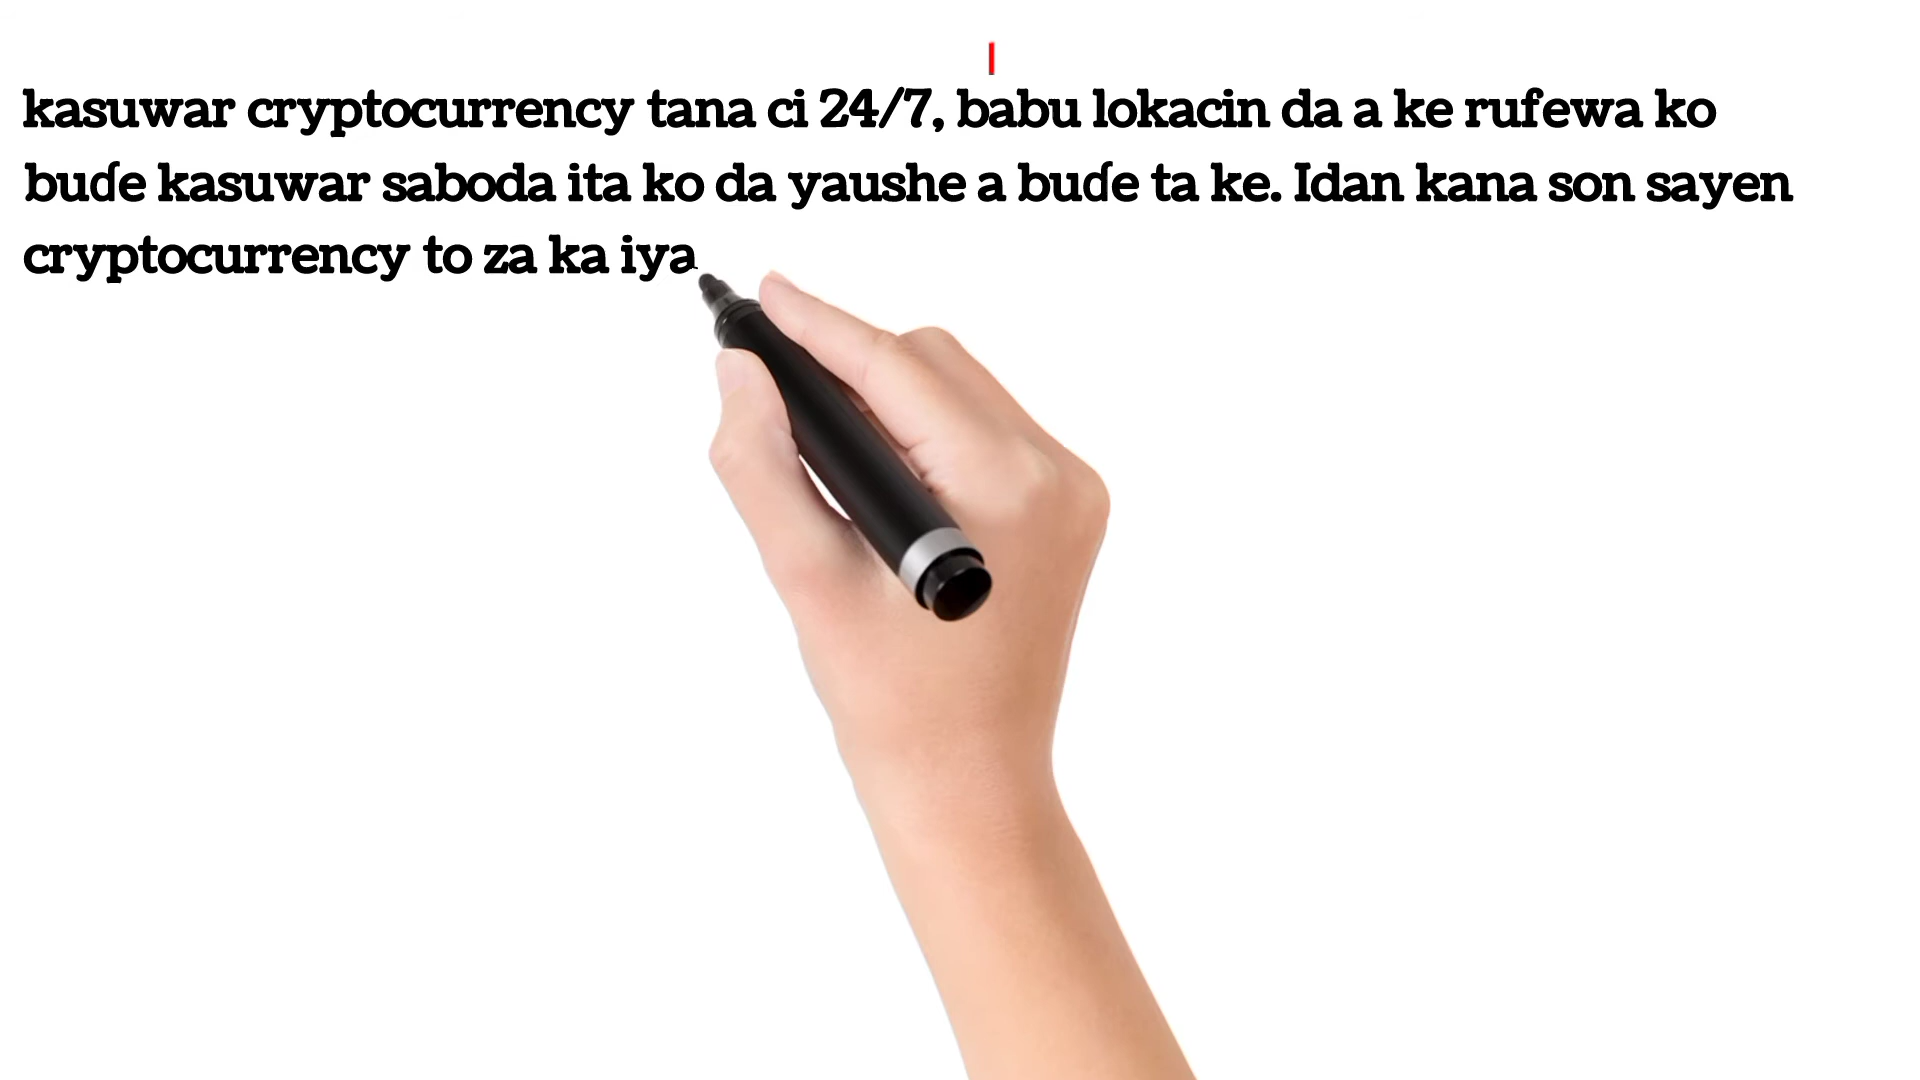 kasuwar cryptocurrency tana ci 24/7, babu lokacin da a ke rufewa ko
buɗe kasuwar saboda ita ko da yaushe a buɗe ta ke. Idan kana son sayen
cryptocurrency to za ka iya